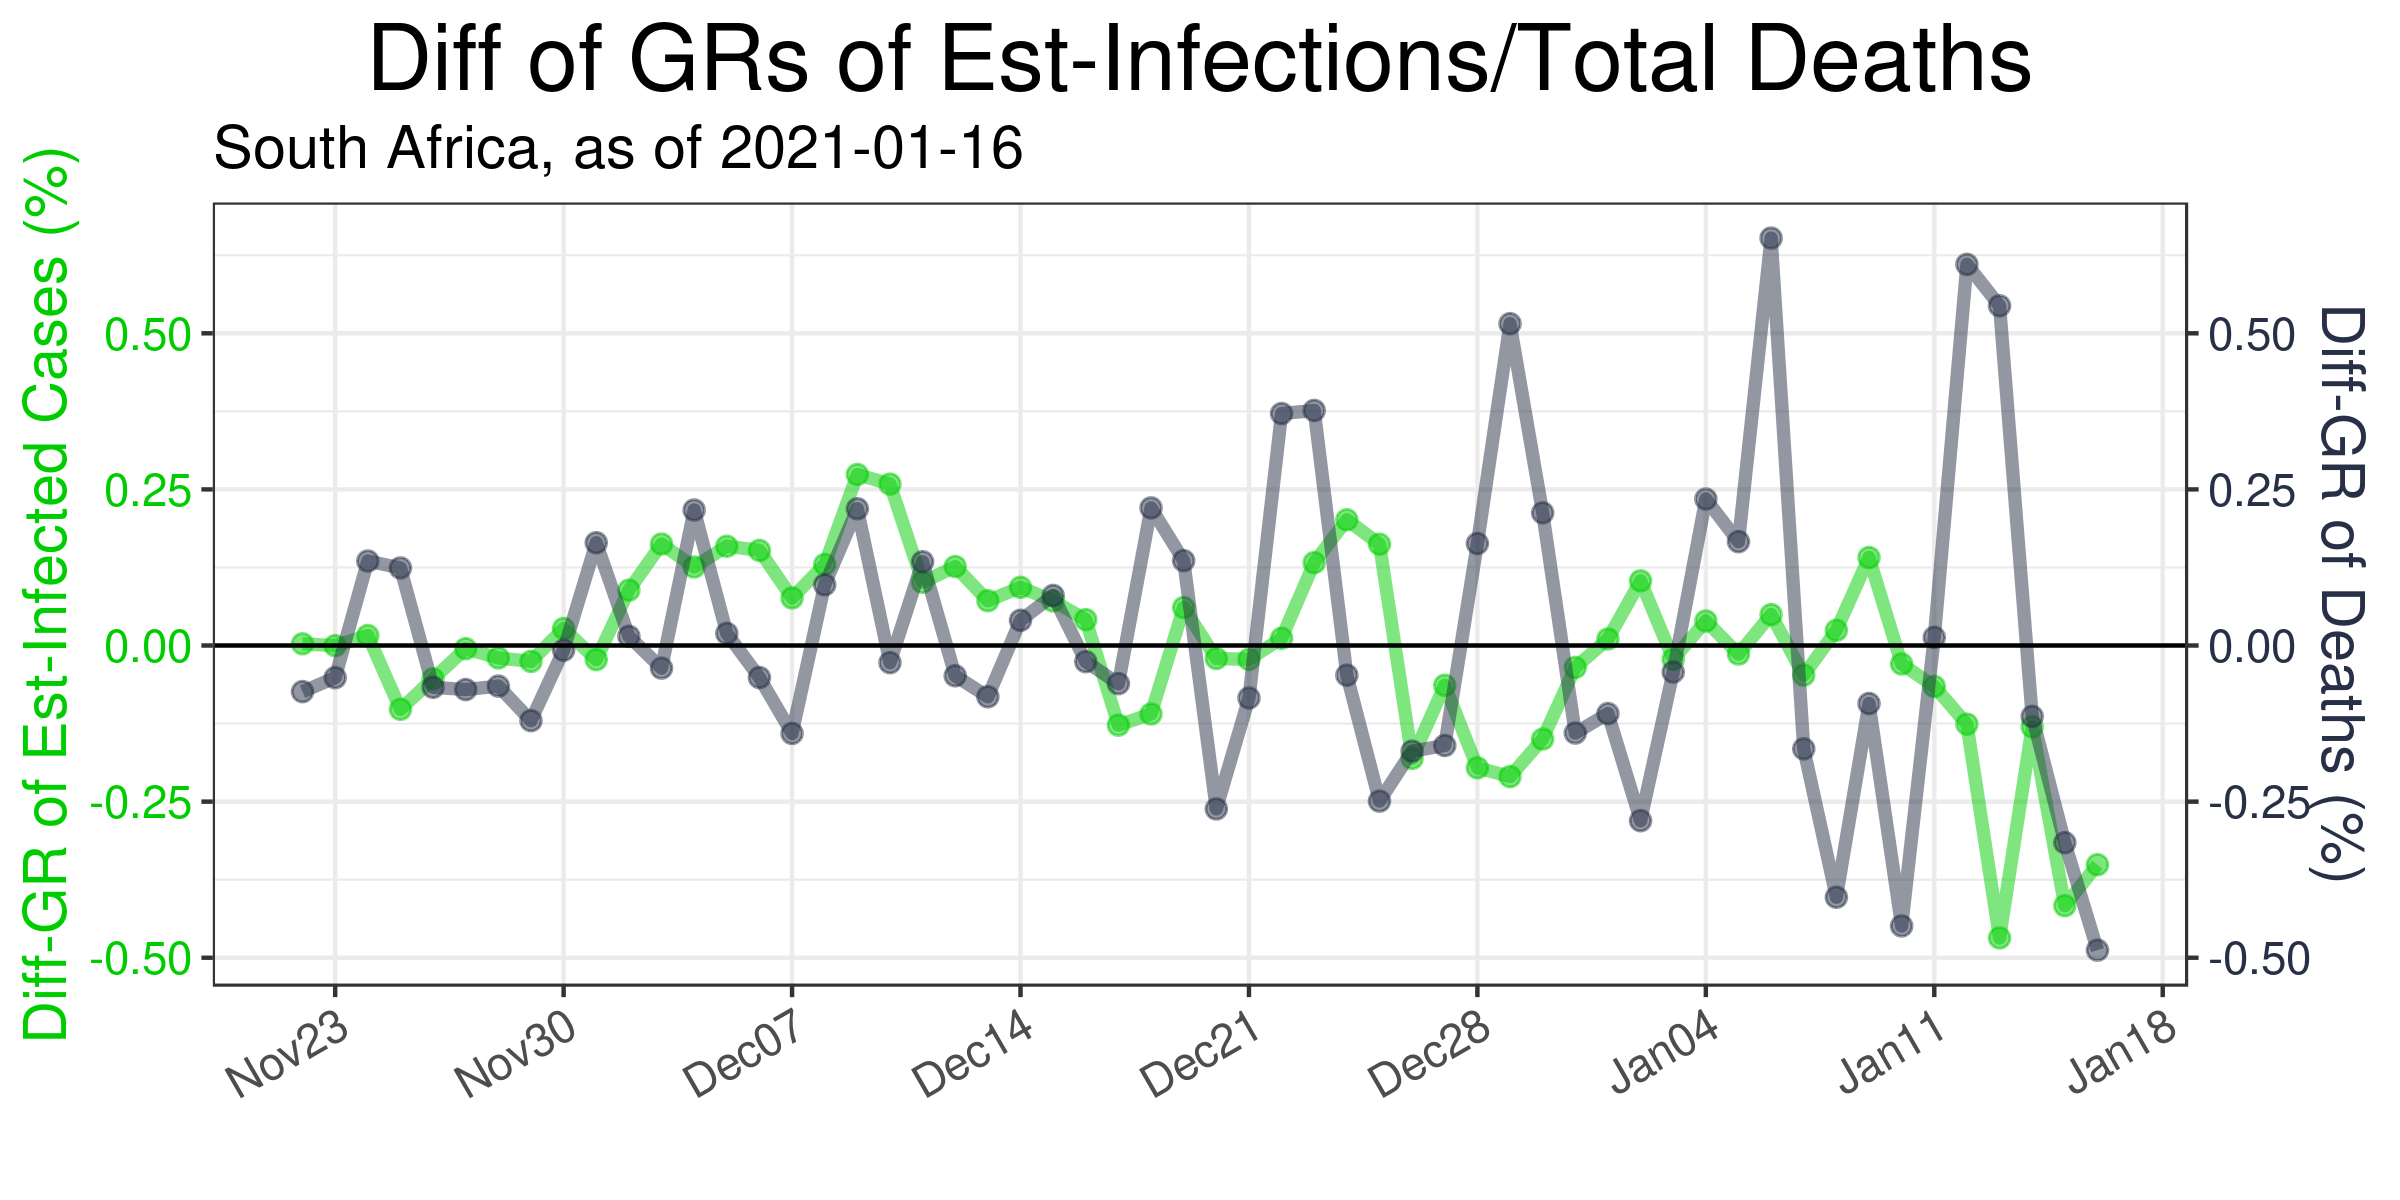 Diff of GRs of Est-Infections/Total Deaths
South Africa, as of 2021-01-16
Diff-GR of Est-Infected Cases (%)
0.50
0.25
0.00
-0.25
-0.50
0.50
0.25
0.00
-0.25
-0.50
Diff-GR of Deaths (%)
Nov23
Nov30
Dec07
Dec14
Dec21
Dec28
Jan04
Jan11
Jan18